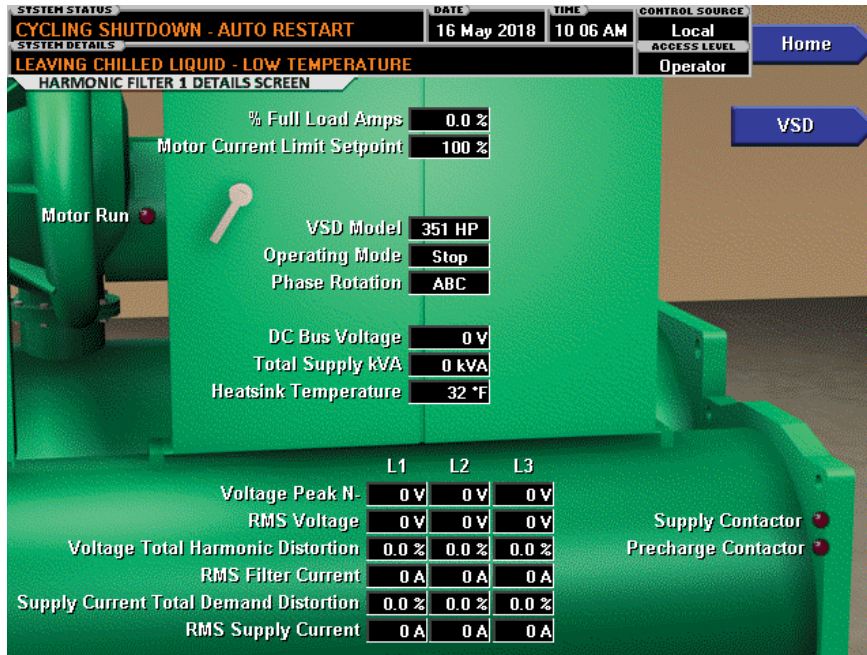 SYSTEM STATUS DATE TIME CONTROL SOURCE
CYCLING SHUTDOWN - AUTO RESTART 16 May 2018 10 06 AM Local
SYSTEM DETAILS ACCESS LEVEL
LEAVING CHILLED LIQUID - LOW TEMPERATURE Operator
Home
HARMONIC FILTER 1 DETAILS SCREEN
VSD
% Full Load Amps 0.0 %
Motor Current Limit Setpoint 100 %
Motor Run
VSD Model 351 HP
Operating Mode Stop
Phase Rotation ABC
DC Bus Voltage 0 V
Total Supply kVA 0 kVA
Heatsink Temperature 32 °F
L1 L2 L3
Voltage Peak N- 0 V 0 V 0 V
RMS Voltage 0 V 0 V 0 V
Supply Contactor
Voltage Total Harmonic Distortion 0.0 % 0.0 % 0.0 %
Precharge Contactor
RMS Filter Current 0 A 0 A 0 A
Supply Current Total Demand Distortion 0.0 % 0.0 % 0.0 %
RMS Supply Current 0 A 0 A 0 A